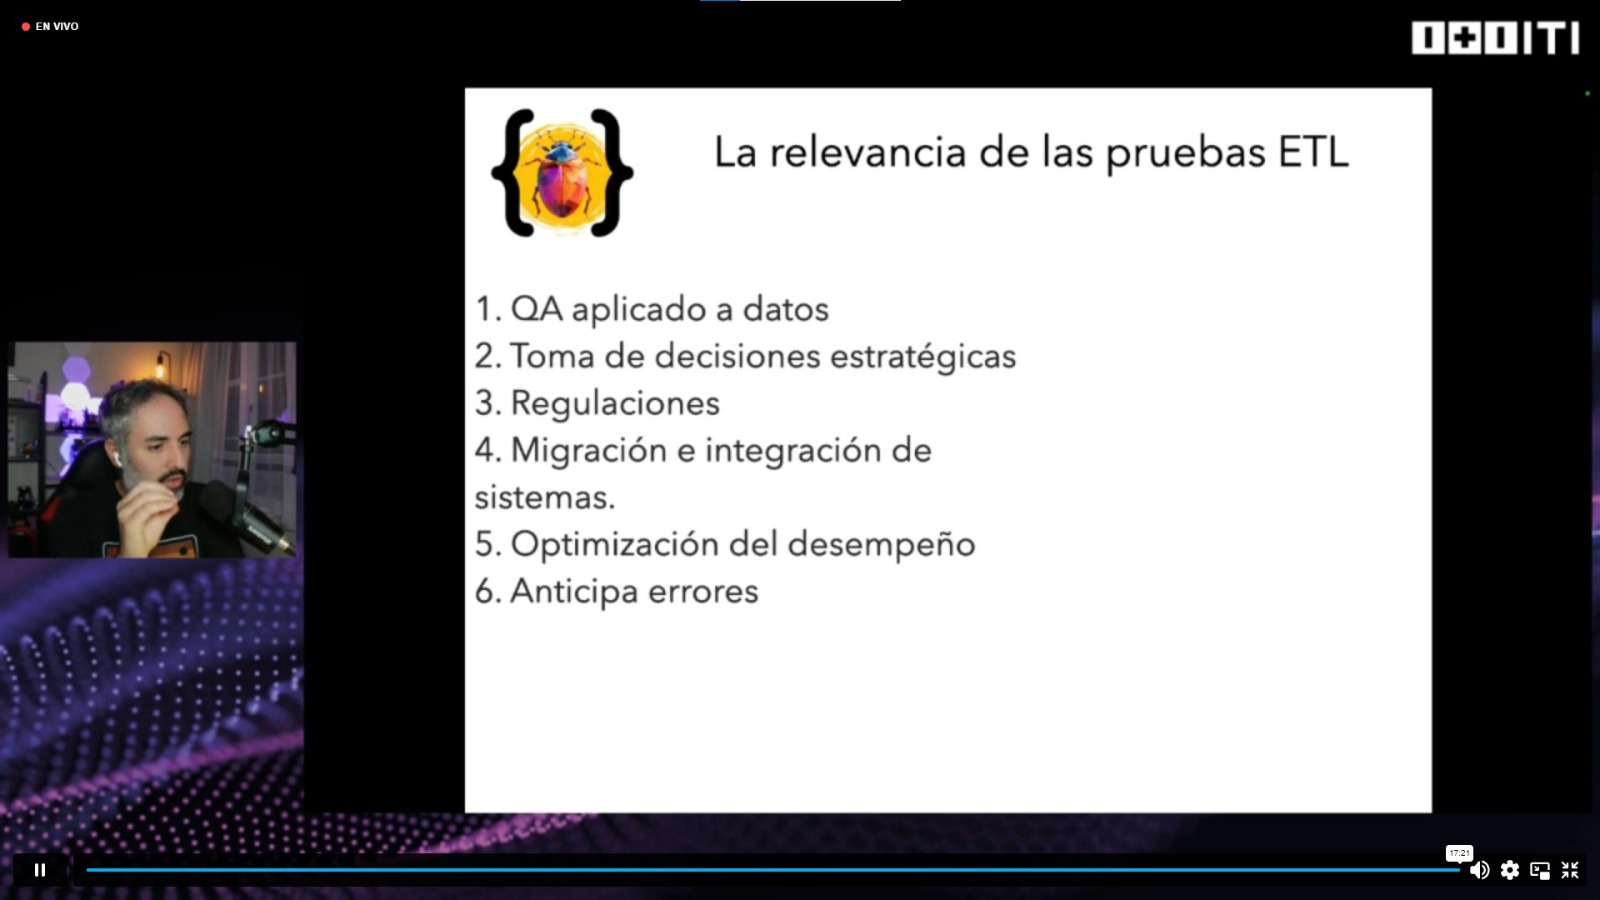 EN VIVO
I+DITI
La relevancia de las pruebas ETL
1. QA aplicado a datos
2. Toma de decisiones estratégicas
3. Regulaciones
4. Migración e integración de
sistemas.
5. Optimización del desempeño
6. Anticipa errores
17:21